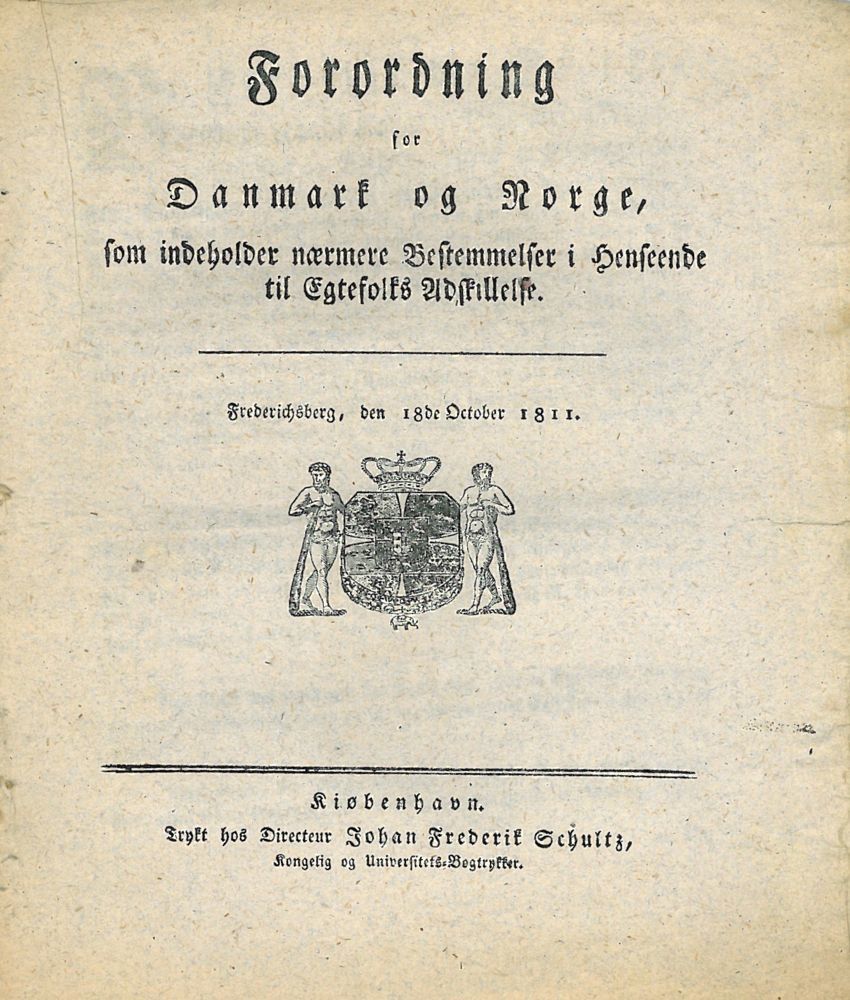 Forordning
for
Danmark og Norge,
som indeholder nærmere Bestemmelser i Henseende
til Egtefolks Adskillelse.
Frederichsberg, den 18de October 1811.
Kiøbenhavn.
Trykt hos Directeur Johan Frederik Schultz,
Kongelig og Universitets-Bogtrykker.